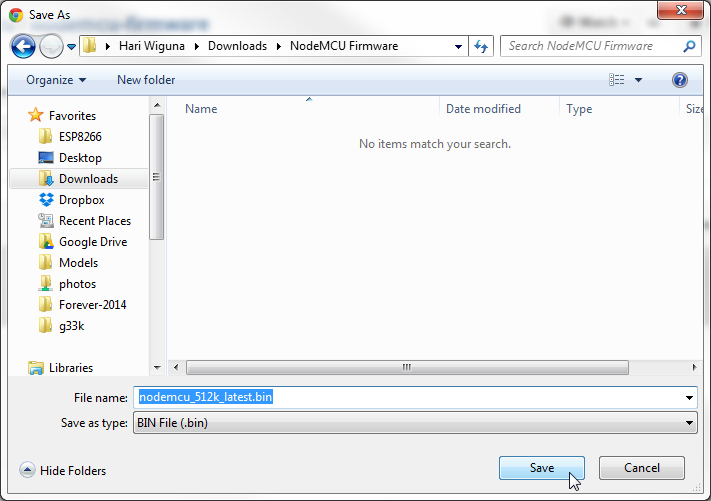 Save As
Hari Wiguna Downloads NodeMCU Firmware
Search NodeMCU Firmware
Organize New folder
Name Date modified Type Size
No items match your search.
Favorites
ESP8266
Desktop
Downloads
Dropbox
Recent Places
Google Drive
Models
photos
Forever-2014
g33k
Libraries
File name: nodemcu_512k_latest.bin
Save as type: BIN File (.bin)
Hide Folders
Save Cancel